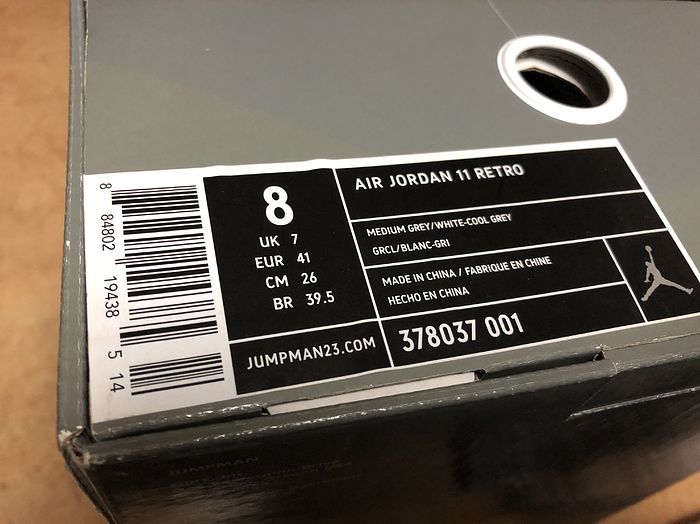 8 84802 19438 5 14
8
UK 7
EUR 41
CM 26
BR 39.5
JUMPMAN23.COM
AIR JORDAN 11 RETRO
MEDIUM GREY/WHITE-COOL GREY
GRCL/BLANC-GRI
MADE IN CHINA / FABRIQUE EN CHINE
HECHO EN CHINA
378037 001
JUMPMAN